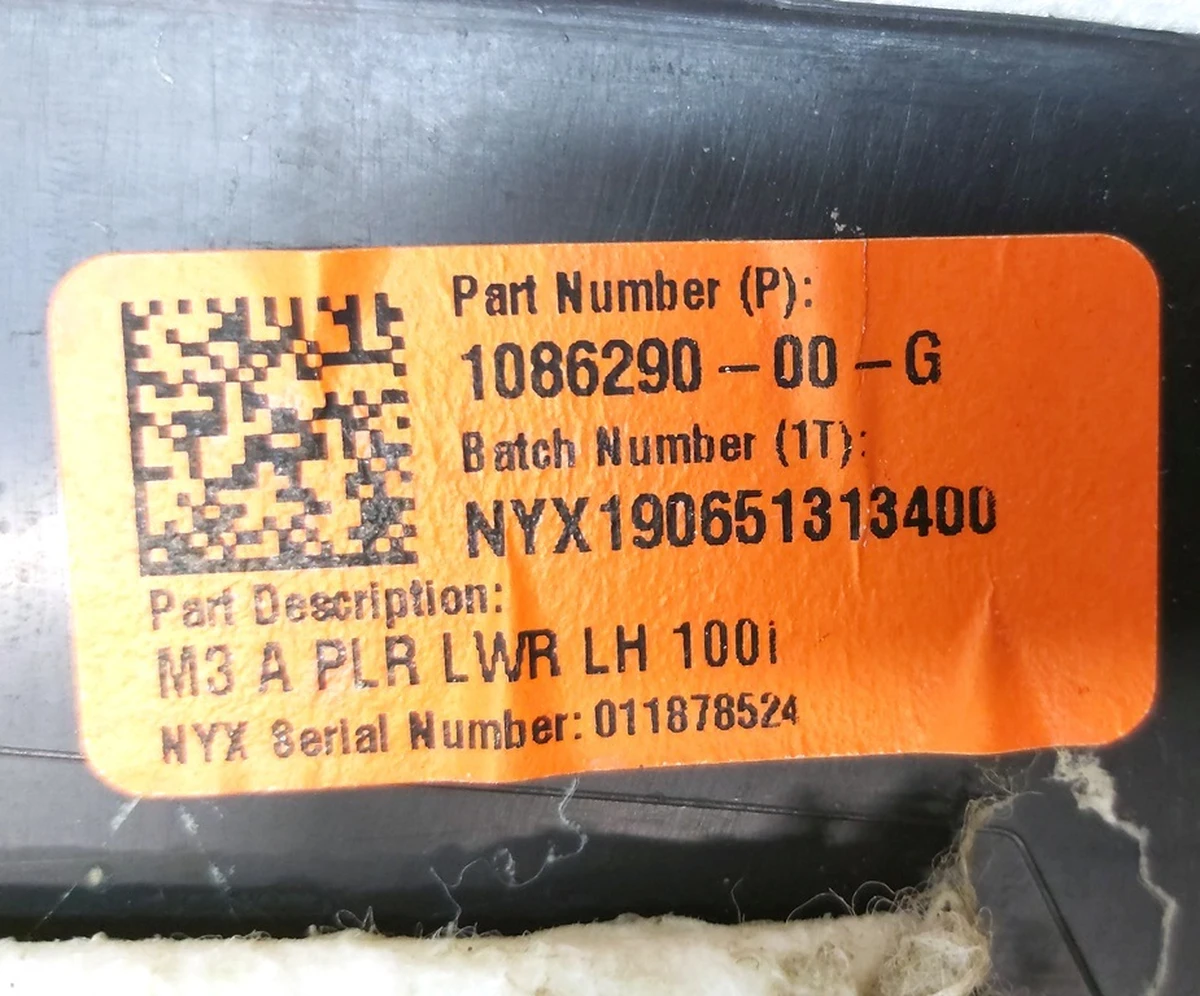 Part Number (P):
1086290-00-G
Batch Number (1T):
NYX190651313400
Part Description:
M3 A PLR LWR LH 100i
NYX Serial Number: 011878524